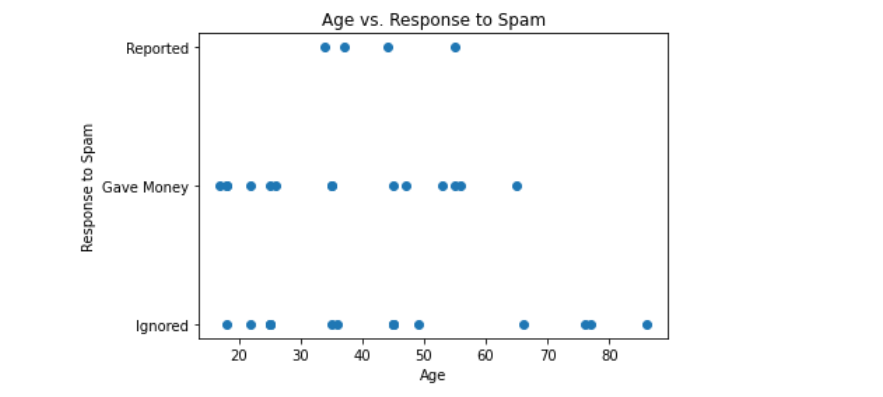 Age vs. Response to Spam
Reported
Gave Money
Ignored
Response to Spam
20 30 40 50 60 70 80
Age